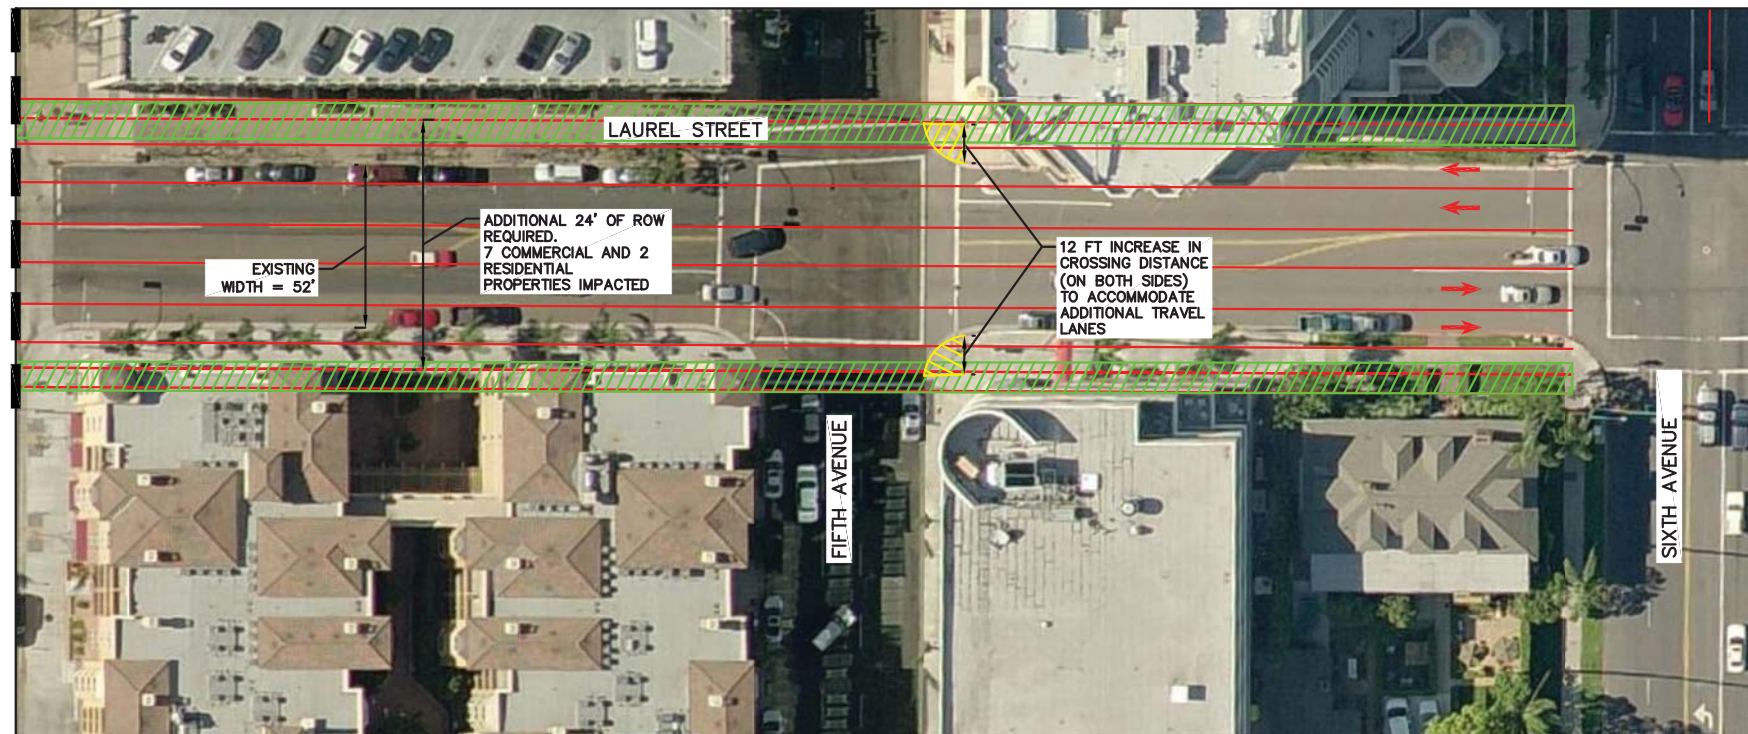 LAUREL STREET
ADDITIONAL 24' OF ROW
REQUIRED.
7 COMMERCIAL AND 2
RESIDENTIAL
PROPERTIES IMPACTED
EXISTING
WIDTH = 52'
12 FT INCREASE IN
CROSSING DISTANCE
(ON BOTH SIDES)
TO ACCOMMODATE
ADDITIONAL TRAVEL
LANES
FIFTH AVENUE
SIXTH AVENUE